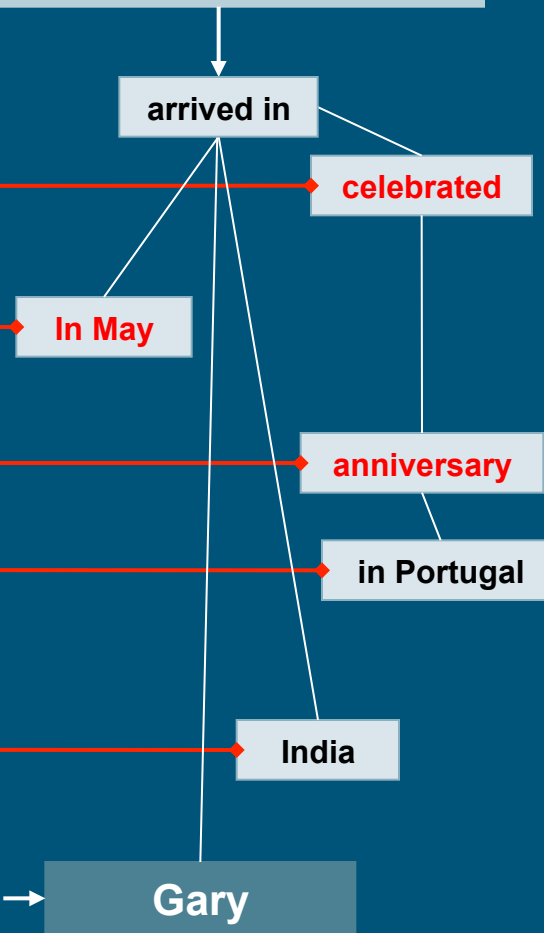 arrived in
celebrated
In May
anniversary
in Portugal
India
Gary